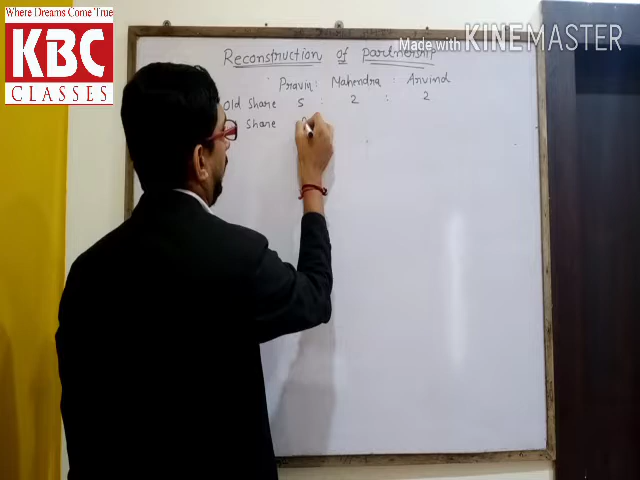 Where Dreams Come True
KBC
CLASSES
Made with KINEMASTER
Reconstruction of partnership
Pravin : Mahendra : Arvind
Old Share 5 : 2 : 2
Share